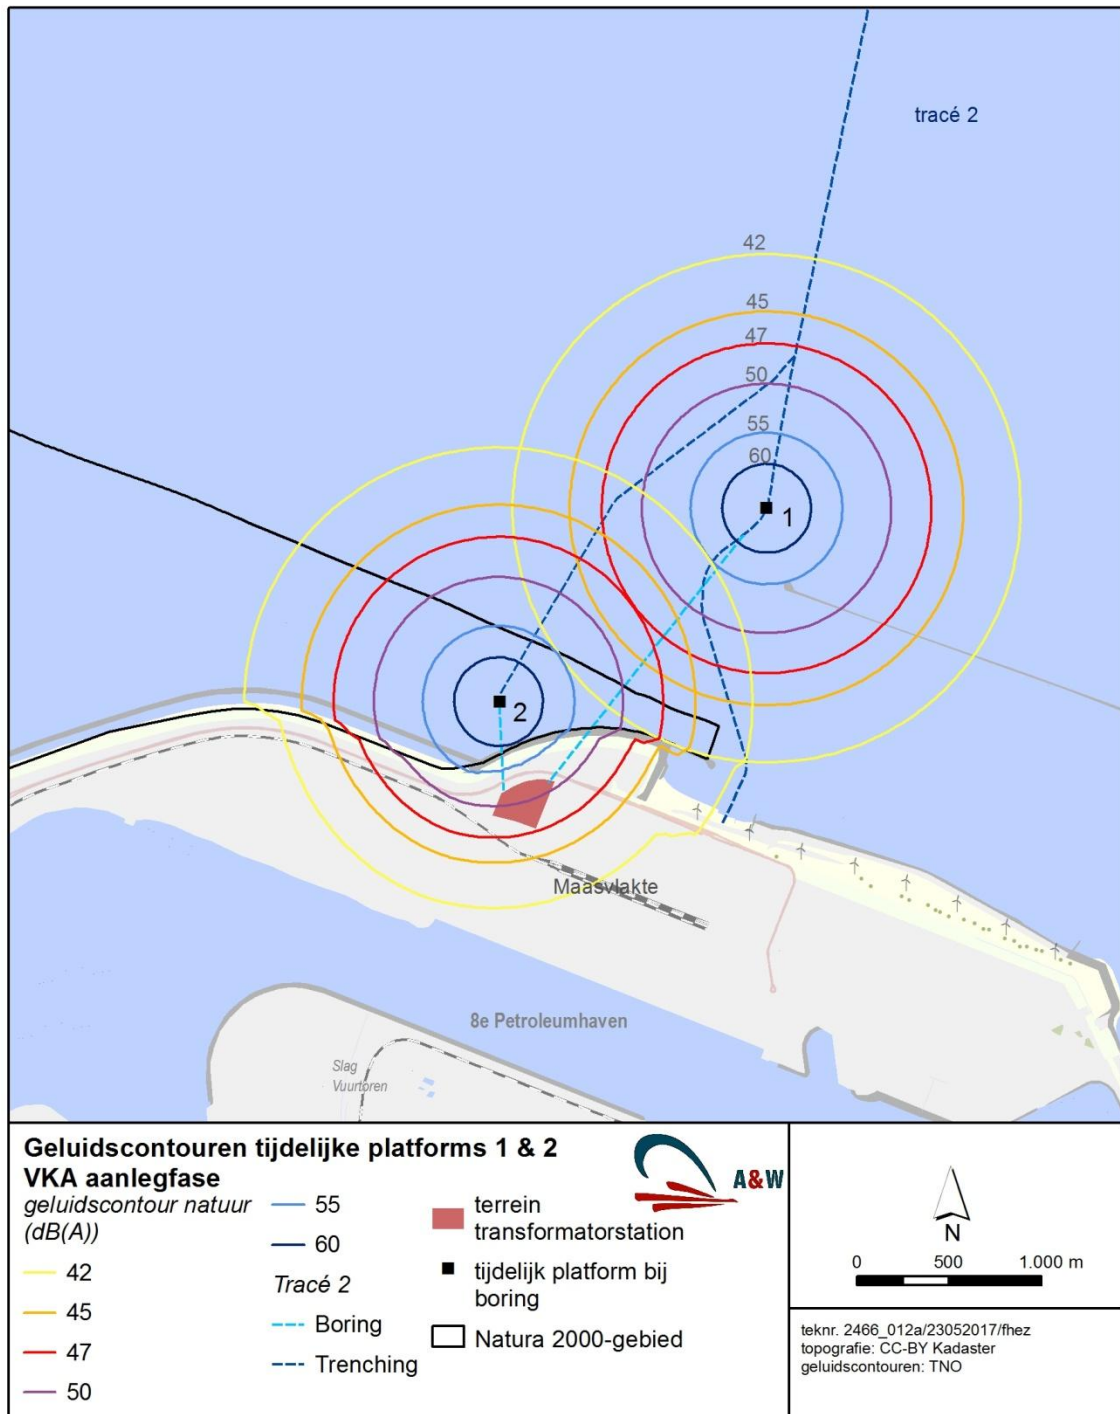 tracé 2
42
45
47
50
55
60
1
2
Maasvlakte
8e Petroleumhaven
Slag
Vuurtoren
Geluidscontouren tijdelijke platforms 1 & 2
VKA aanlegfase
geluidscontour natuur
(dB(A))
42
45
47
50
55
60
Tracé 2
Boring
Trenching
terrein
transformatorstation
tijdelijk platform bij
boring
Natura 2000-gebied
A&W
N
0 500 1.000 m
teknr. 2466_012a/23052017/fhez
topografie: CC-BY Kadaster
geluidscontouren: TNO